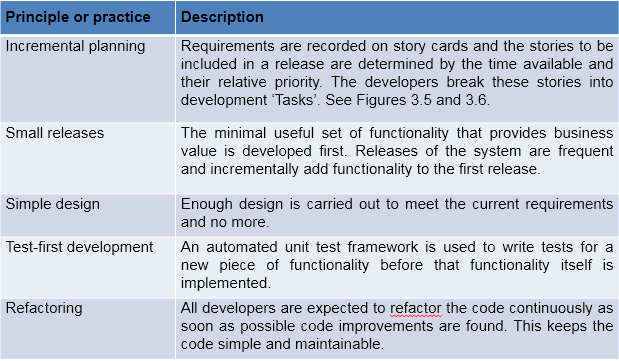 Principle or practice Description
Incremental planning Requirements are recorded on story cards and the stories to be
included in a release are determined by the time available and
their relative priority. The developers break these stories into
development ‘Tasks’. See Figures 3.5 and 3.6.
Small releases The minimal useful set of functionality that provides business
value is developed first. Releases of the system are frequent
and incrementally add functionality to the first release.
Simple design Enough design is carried out to meet the current requirements
and no more.
Test-first development An automated unit test framework is used to write tests for a
new piece of functionality before that functionality itself is
implemented.
Refactoring All developers are expected to refactor the code continuously as
soon as possible code improvements are found. This keeps the
code simple and maintainable.